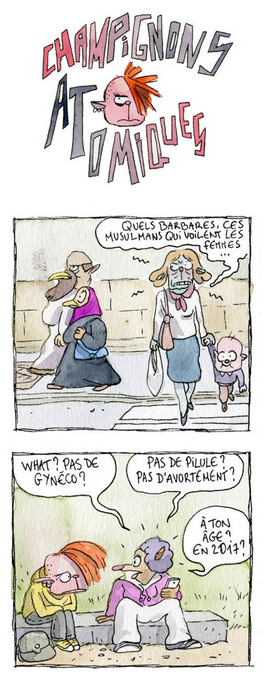 CHAMPIGNONS
ATOMIQUES
QUELS BARBARES, CES
MUSULMANS QUI VOILENT LES
FEMMES
...
WHAT? PAS DE
GYNÉCO?
PAS DE PILULE?
PAS D'AVORTEMENT?
À TON
ÂGE?
EN 2017?